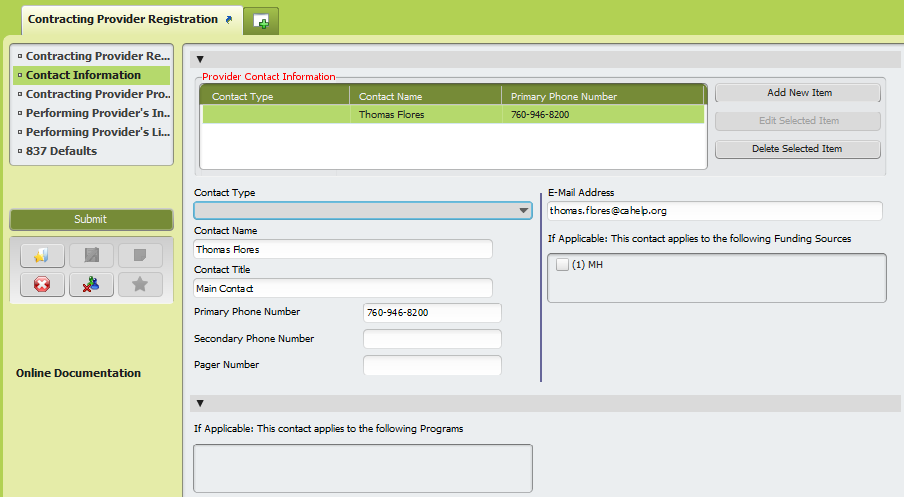 Contracting Provider Registration
Contracting Provider Re...
Contact Information
Contracting Provider Pro...
Performing Provider's In...
Performing Provider's Li...
837 Defaults
Submit
Online Documentation
Provider Contact Information
Contact Type Contact Name Primary Phone Number
Thomas Flores 760-946-8200
Add New Item
Edit Selected Item
Delete Selected Item
Contact Type
Contact Name
Thomas Flores
Contact Title
Main Contact
Primary Phone Number 760-946-8200
Secondary Phone Number
Pager Number
E-Mail Address
thomas.flores@cahelp.org
If Applicable: This contact applies to the following Funding Sources
(1) MH
If Applicable: This contact applies to the following Programs